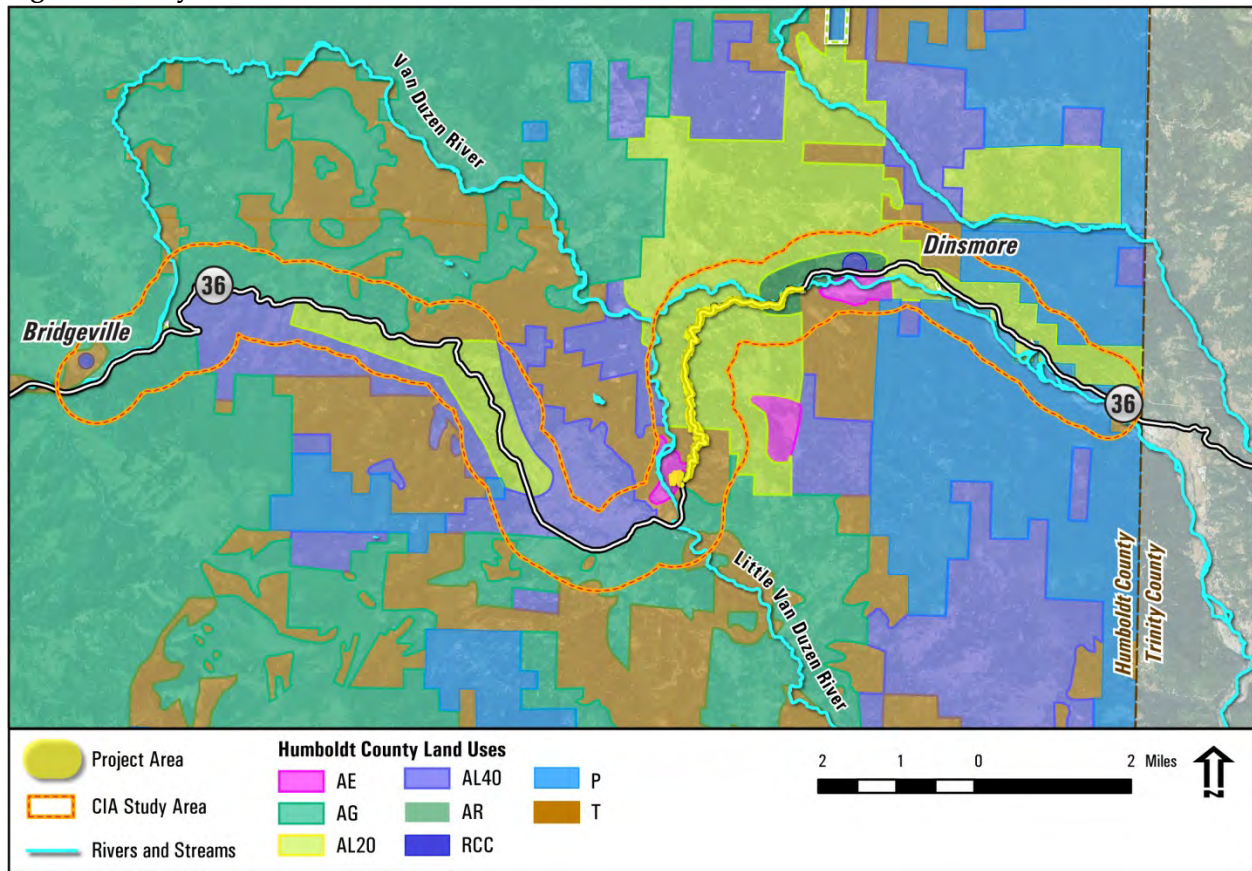 Van Duzen River
Dinsmore
36
Bridgeville
36
Little Van Duzen River
Humboldt County
Trinity County
Project Area
CIA Study Area
Rivers and Streams
Humboldt County Land Uses
AE
AG
AL20
AL40
AR
RCC
P
T
2 1 0 2 Miles
N